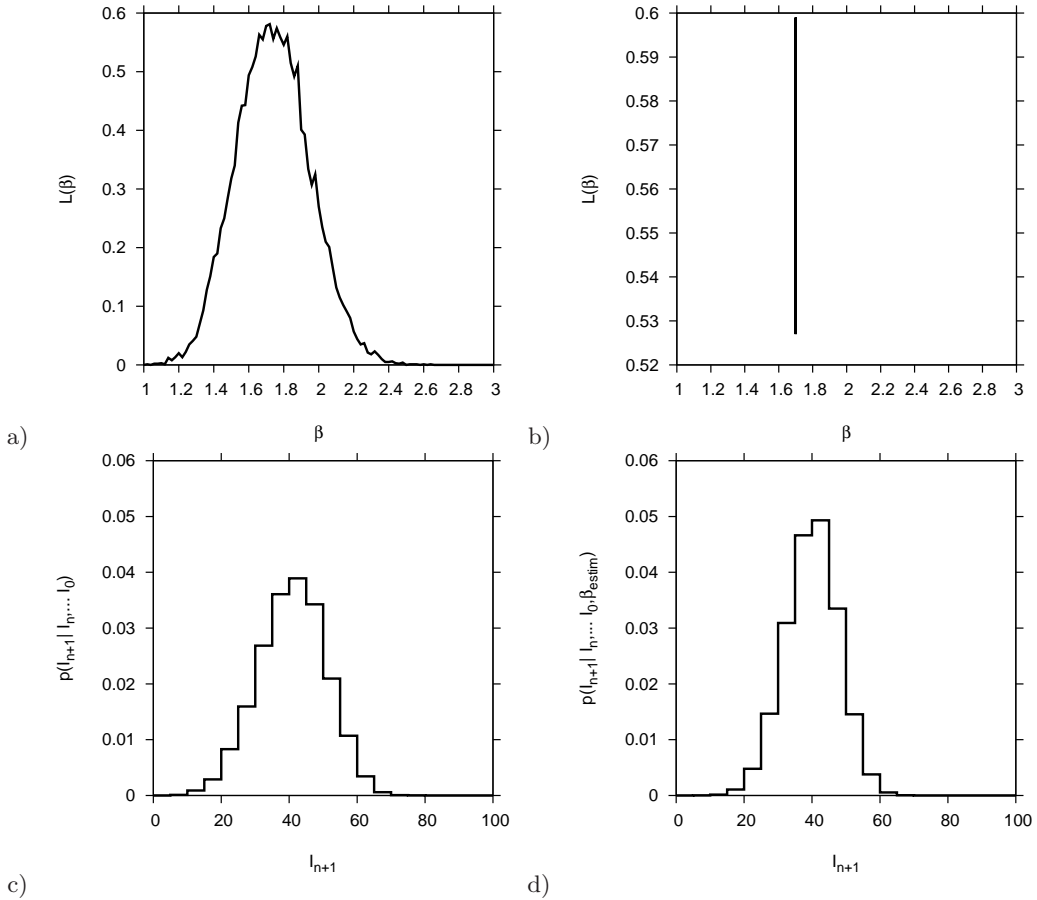 0.6
0.5
0.4
0.3
0.2
0.1
0
L(β)
1 1.2 1.4 1.6 1.8 2 2.2 2.4 2.6 2.8 3
β
a)
0.6
0.59
0.58
0.57
0.56
0.55
0.54
0.53
0.52
L(β)
1 1.2 1.4 1.6 1.8 2 2.2 2.4 2.6 2.8 3
β
b)
0.06
0.05
0.04
0.03
0.02
0.01
0
p(I_{n+1}| I_n,... I_0)
0 20 40 60 80 100
I_{n+1}
c)
0.06
0.05
0.04
0.03
0.02
0.01
0
p(I_{n+1}| I_n,... I_0,β_{estim})
0 20 40 60 80 100
I_{n+1}
d)